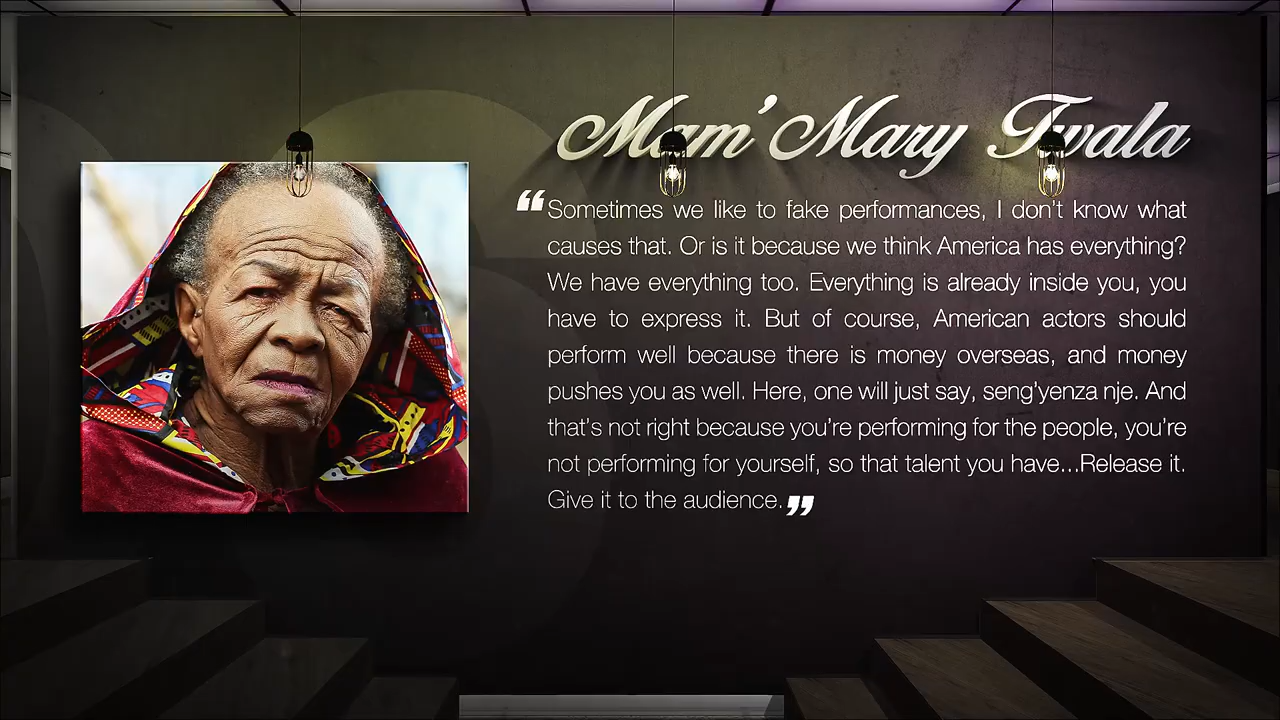 Mam' Mary Twala
“Sometimes we like to fake performances, I don't know what
causes that. Or is it because we think America has everything?
We have everything too. Everything is already inside you, you
have to express it. But of course, American actors should
perform well because there is money overseas, and money
pushes you as well. Here, one will just say, seng'yenza nje. And
that's not right because you're performing for the people, you're
not performing for yourself, so that talent you have...Release it.
Give it to the audience.”